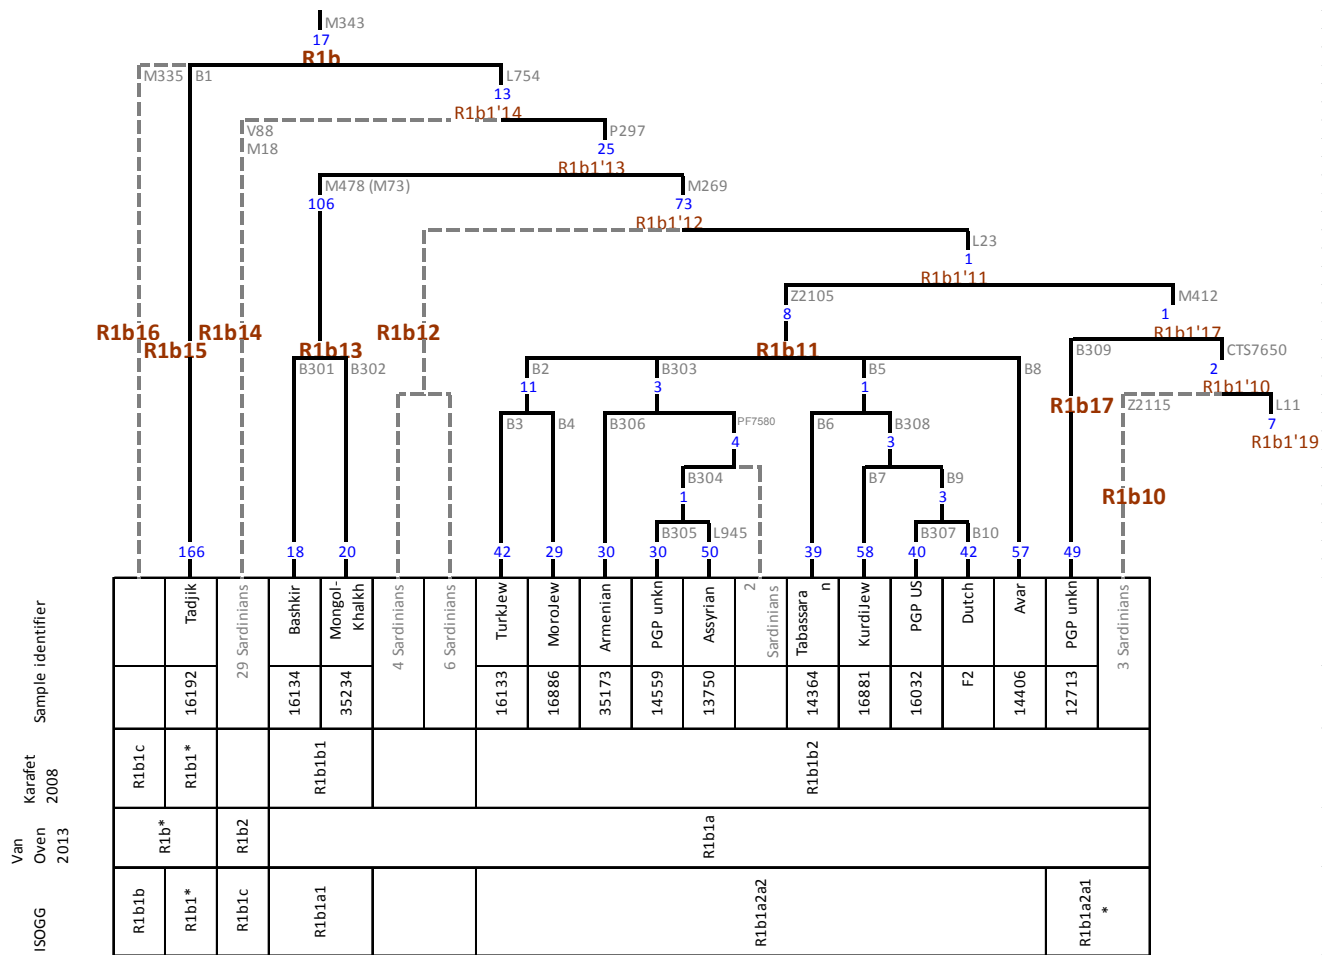 M343
17
R1b
M335
B1
L754
13
R1b1'14
V88
M18
P297
25
R1b1'13
M478 (M73)
106
M269
73
R1b1'12
L23
1
R1b1'11
Z2105
8
M412
1
R1b16
R1b15
R1b14
R1b13
R1b12
R1b11
R1b1'17
B309
CTS7650
2
R1b1'10
B301
B302
B2
11
B303
3
B5
1
B8
R1b17
Z2115
L11
7
R1b1'19
B3
B4
B306
PF7580
4
B6
B308
3
B304
1
B7
B9
3
R1b10
B305
L945
B307
B10
166
18
20
42
29
30
30
50
39
58
40
42
57
49
Sample identifier
Tadjik
29 Sardinians
Bashkir
Mongol-
Khalkh
4 Sardinians
6 Sardinians
TurkJew
MoroJew
Armenian
PGP unkn
Assyrian
2
Sardinians
Tabassara
n
KurdiJew
PGP US
Dutch
Avar
PGP unkn
3 Sardinians
16192
16134
35234
16133
16886
35173
14559
13750
14364
16881
16032
F2
14406
12713
Karafet
2008
R1b1c
R1b1*
R1b1b1
R1b1b2
Van
Oven
2013
R1b*
R1b2
R1b1a
ISOGG
R1b1b
R1b1*
R1b1c
R1b1a1
R1b1a2a2
R1b1a2a1
*